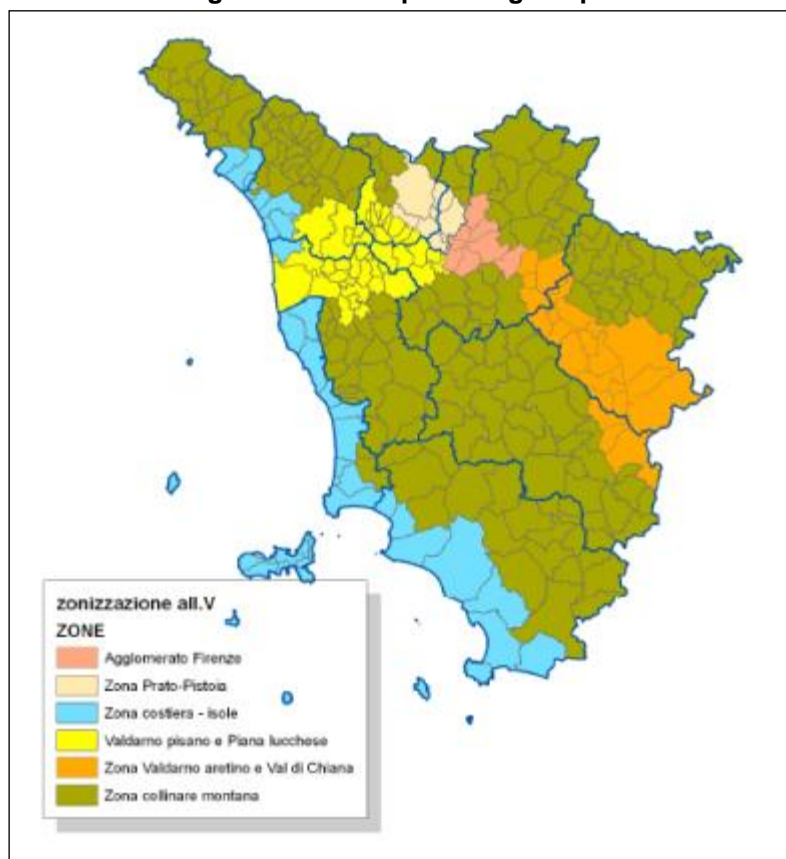 zonizzazione all.V
ZONE
Agglomerato Firenze
Zona Prato-Pistoia
Zona costiera - isole
Valdarno pisano e Piana lucchese
Zona Valdarno aretino e Val di Chiana
Zona collinare montana